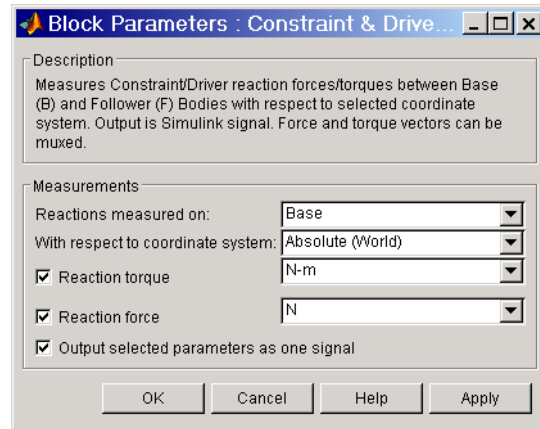 Block Parameters : Constraint & Drive...
Description
Measures Constraint/Driver reaction forces/torques between Base
(B) and Follower (F) Bodies with respect to selected coordinate
system. Output is Simulink signal. Force and torque vectors can be
muxed.
Measurements
Reactions measured on: Base
With respect to coordinate system: Absolute (World)
Reaction torque N-m
Reaction force N
Output selected parameters as one signal
OK Cancel Help Apply